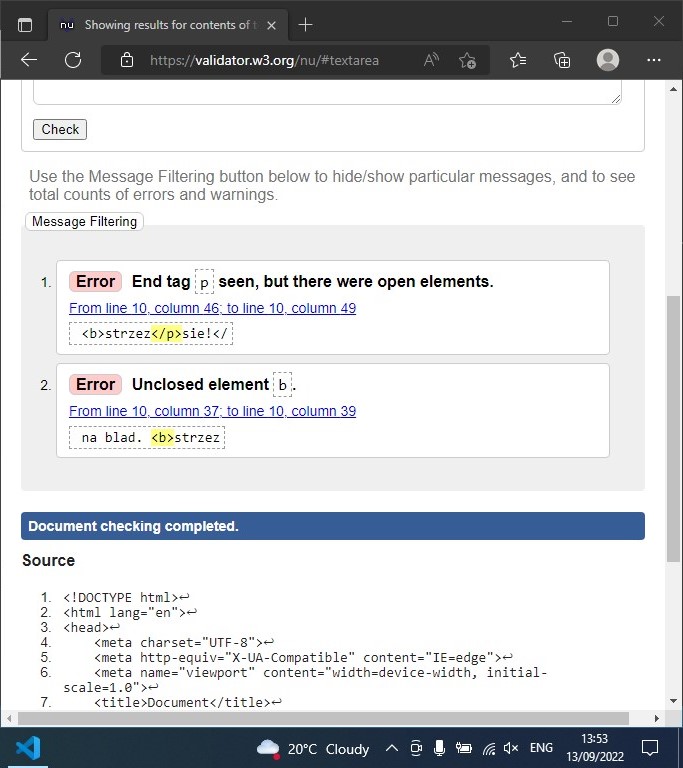 nu Showing results for contents of t
https://validator.w3.org/nu/#textarea
Check
Use the Message Filtering button below to hide/show particular messages, and to see
total counts of errors and warnings.
Message Filtering
1. Error End tag p seen, but there were open elements.
From line 10, column 46; to line 10, column 49
<b>strzez</p>sie!</
2. Error Unclosed element b.
From line 10, column 37; to line 10, column 39
na blad. <b>strzez
Document checking completed.
Source
1. <!DOCTYPE html>↩
2. <html lang="en">↩
3. <head>↩
4. <meta charset="UTF-8">↩
5. <meta http-equiv="X-UA-Compatible" content="IE=edge">↩
6. <meta name="viewport" content="width=device-width, initial-
scale=1.0">↩
7. <title>Document</title>↩
20°C Cloudy ENG 13:53
13/09/2022